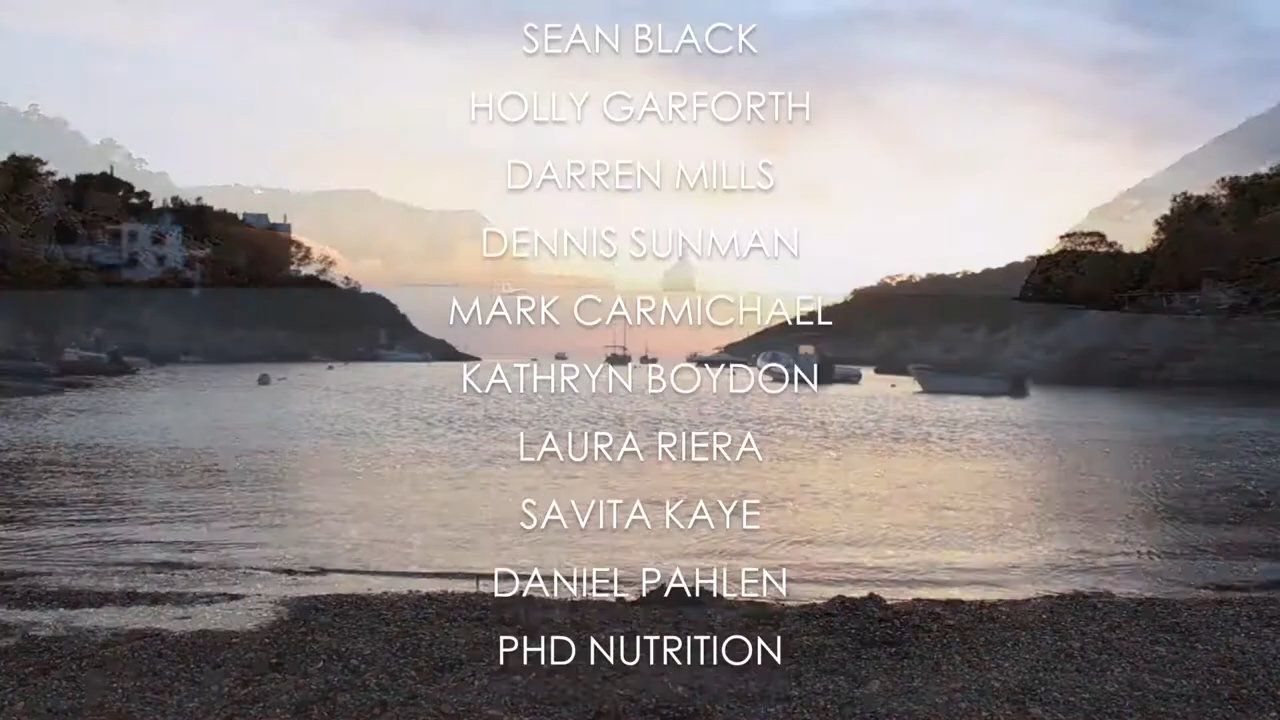 SEAN BLACK
HOLLY GARFORTH
DARREN MILLS
DENNIS SUNMAN
MARK CARMICHAEL
KATHRYN BOYDON
LAURA RIERA
SAVITA KAYE
DANIEL PAHLEN
PHD NUTRITION